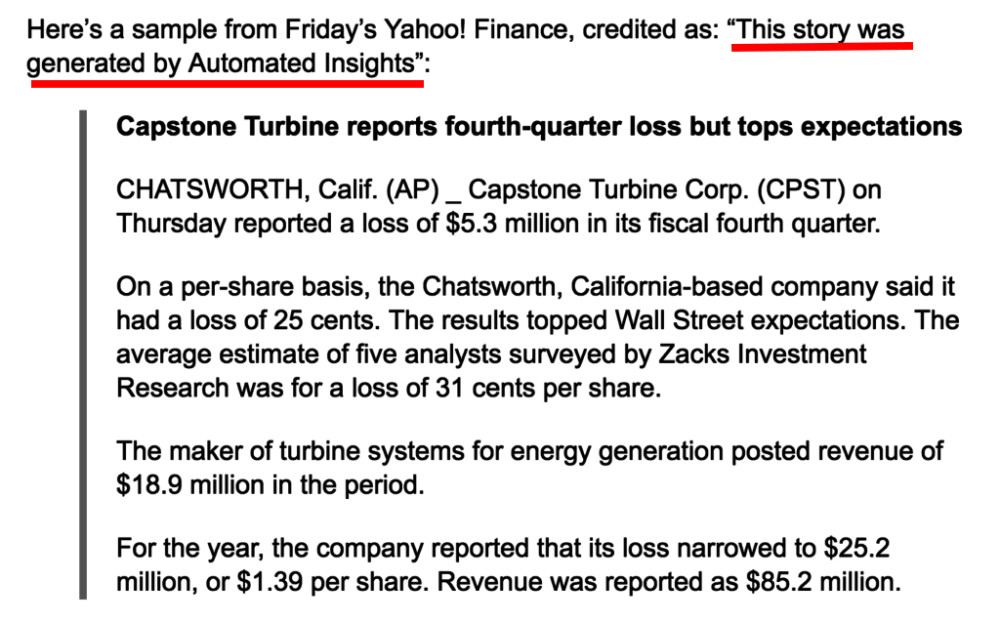 Here’s a sample from Friday’s Yahoo! Finance, credited as: “This story was
generated by Automated Insights”:
Capstone Turbine reports fourth-quarter loss but tops expectations
CHATSWORTH, Calif. (AP) _ Capstone Turbine Corp. (CPST) on
Thursday reported a loss of $5.3 million in its fiscal fourth quarter.
On a per-share basis, the Chatsworth, California-based company said it
had a loss of 25 cents. The results topped Wall Street expectations. The
average estimate of five analysts surveyed by Zacks Investment
Research was for a loss of 31 cents per share.
The maker of turbine systems for energy generation posted revenue of
$18.9 million in the period.
For the year, the company reported that its loss narrowed to $25.2
million, or $1.39 per share. Revenue was reported as $85.2 million.